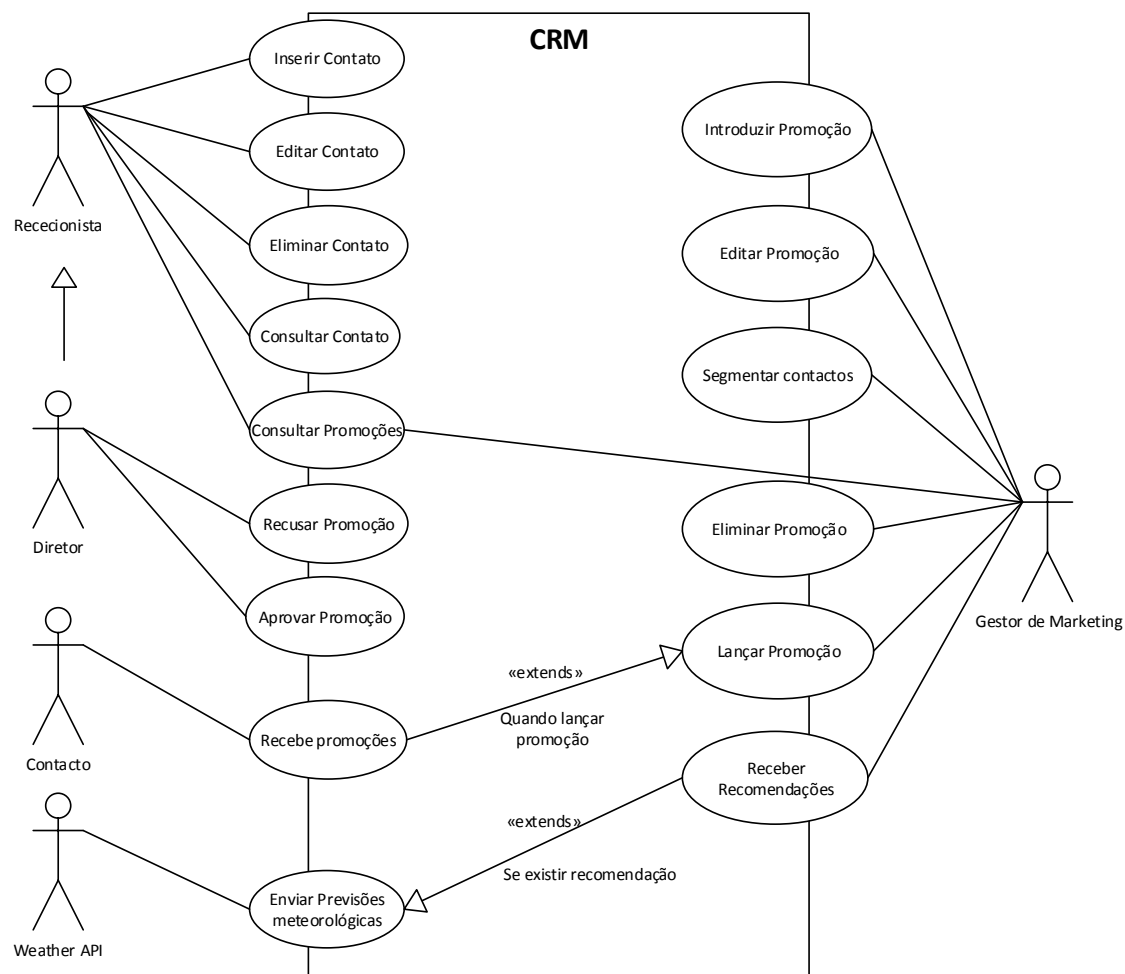 CRM
Inserir Contato
Introduzir Promoção
Editar Contato
Rececionista
Eliminar Contato
Editar Promoção
Consultar Contato
Segmentar contactos
Consultar Promoções
Recusar Promoção
Eliminar Promoção
Diretor
Aprovar Promoção
Gestor de Marketing
Lançar Promoção
«extends»
Quando lançar
promoção
Recebe promoções
Contacto
Receber
Recomendações
«extends»
Se existir recomendação
Enviar Previsões
meteorológicas
Weather API